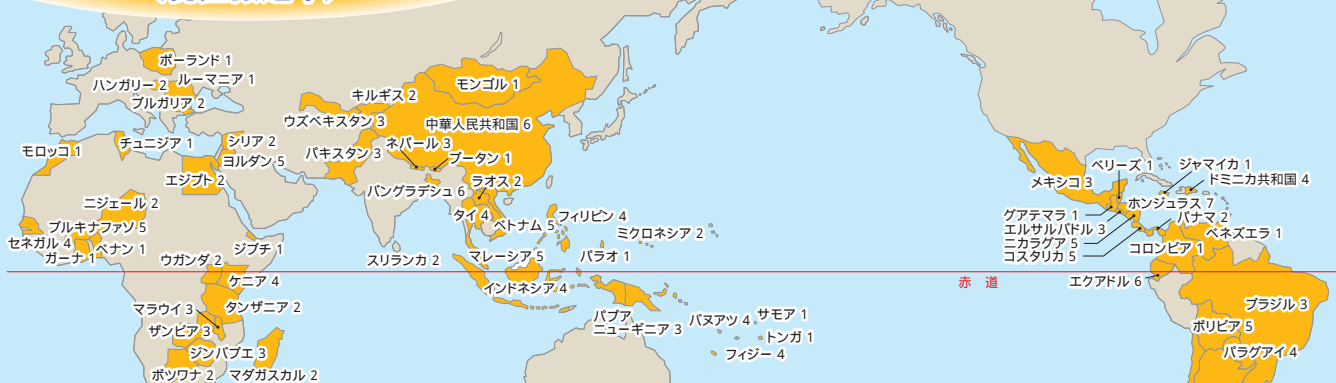 ポーランド 1
ハンガリー 2
ルーマニア 1
ブルガリア 2
モンゴル 1
キルギス 2
ウズベキスタン 3
中華人民共和国 6
ネパール 3
ブータン 1
パキスタン 3
シリア 2
ヨルダン 5
チュニジア 1
モロッコ 1
エジプト 2
バングラデシュ 6
ラオス 2
タイ 4
ベトナム 5
フィリピン 4
ミクロネシア 2
ニジェール 2
ブルキナファソ 5
セネガル 4
ガーナ 1
ベナン 1
ジブチ 1
ウガンダ 2
ケニア 4
スリランカ 2
マレーシア 5
パラオ 1
インドネシア 4
マラウイ 3
タンザニア 2
ザンビア 3
ジンバブエ 3
ボツワナ 2
マダガスカル 2
パプア
ニューギニア 3
バヌアツ 4
サモア 1
トンガ 1
フィジー 4
赤 道
メキシコ 3
ベリーズ 1
ジャマイカ 1
ドミニカ共和国 4
ホンジュラス 7
パナマ 2
グアテマラ 1
エルサルバドル 3
ニカラグア 5
コスタリカ 5
ベネズエラ 1
コロンビア 1
エクアドル 6
ブラジル 3
ボリビア 5
パラグアイ 4